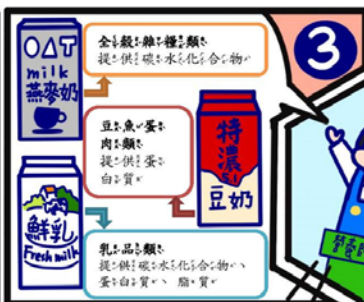 OAT
milk
燕麥奶
全穀雜糧類
提供碳水化合物
3
豆魚蛋
肉類
提供蛋
白質
特濃
豆奶
鮮乳
Fresh milk
乳品類
提供碳水化合物、
蛋白質、脂質